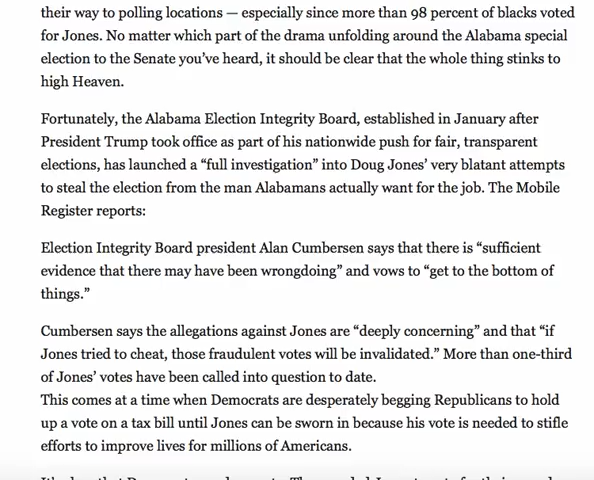 their way to polling locations — especially since more than 98 percent of blacks voted
for Jones. No matter which part of the drama unfolding around the Alabama special
election to the Senate you’ve heard, it should be clear that the whole thing stinks to
high Heaven.
Fortunately, the Alabama Election Integrity Board, established in January after
President Trump took office as part of his nationwide push for fair, transparent
elections, has launched a “full investigation” into Doug Jones’ very blatant attempts
to steal the election from the man Alabamans actually want for the job. The Mobile
Register reports:
Election Integrity Board president Alan Cumbersen says that there is “sufficient
evidence that there may have been wrongdoing” and vows to “get to the bottom of
things.”
Cumbersen says the allegations against Jones are “deeply concerning” and that “if
Jones tried to cheat, those fraudulent votes will be invalidated.” More than one-third
of Jones’ votes have been called into question to date.
This comes at a time when Democrats are desperately begging Republicans to hold
up a vote on a tax bill until Jones can be sworn in because his vote is needed to stifle
efforts to improve lives for millions of Americans.